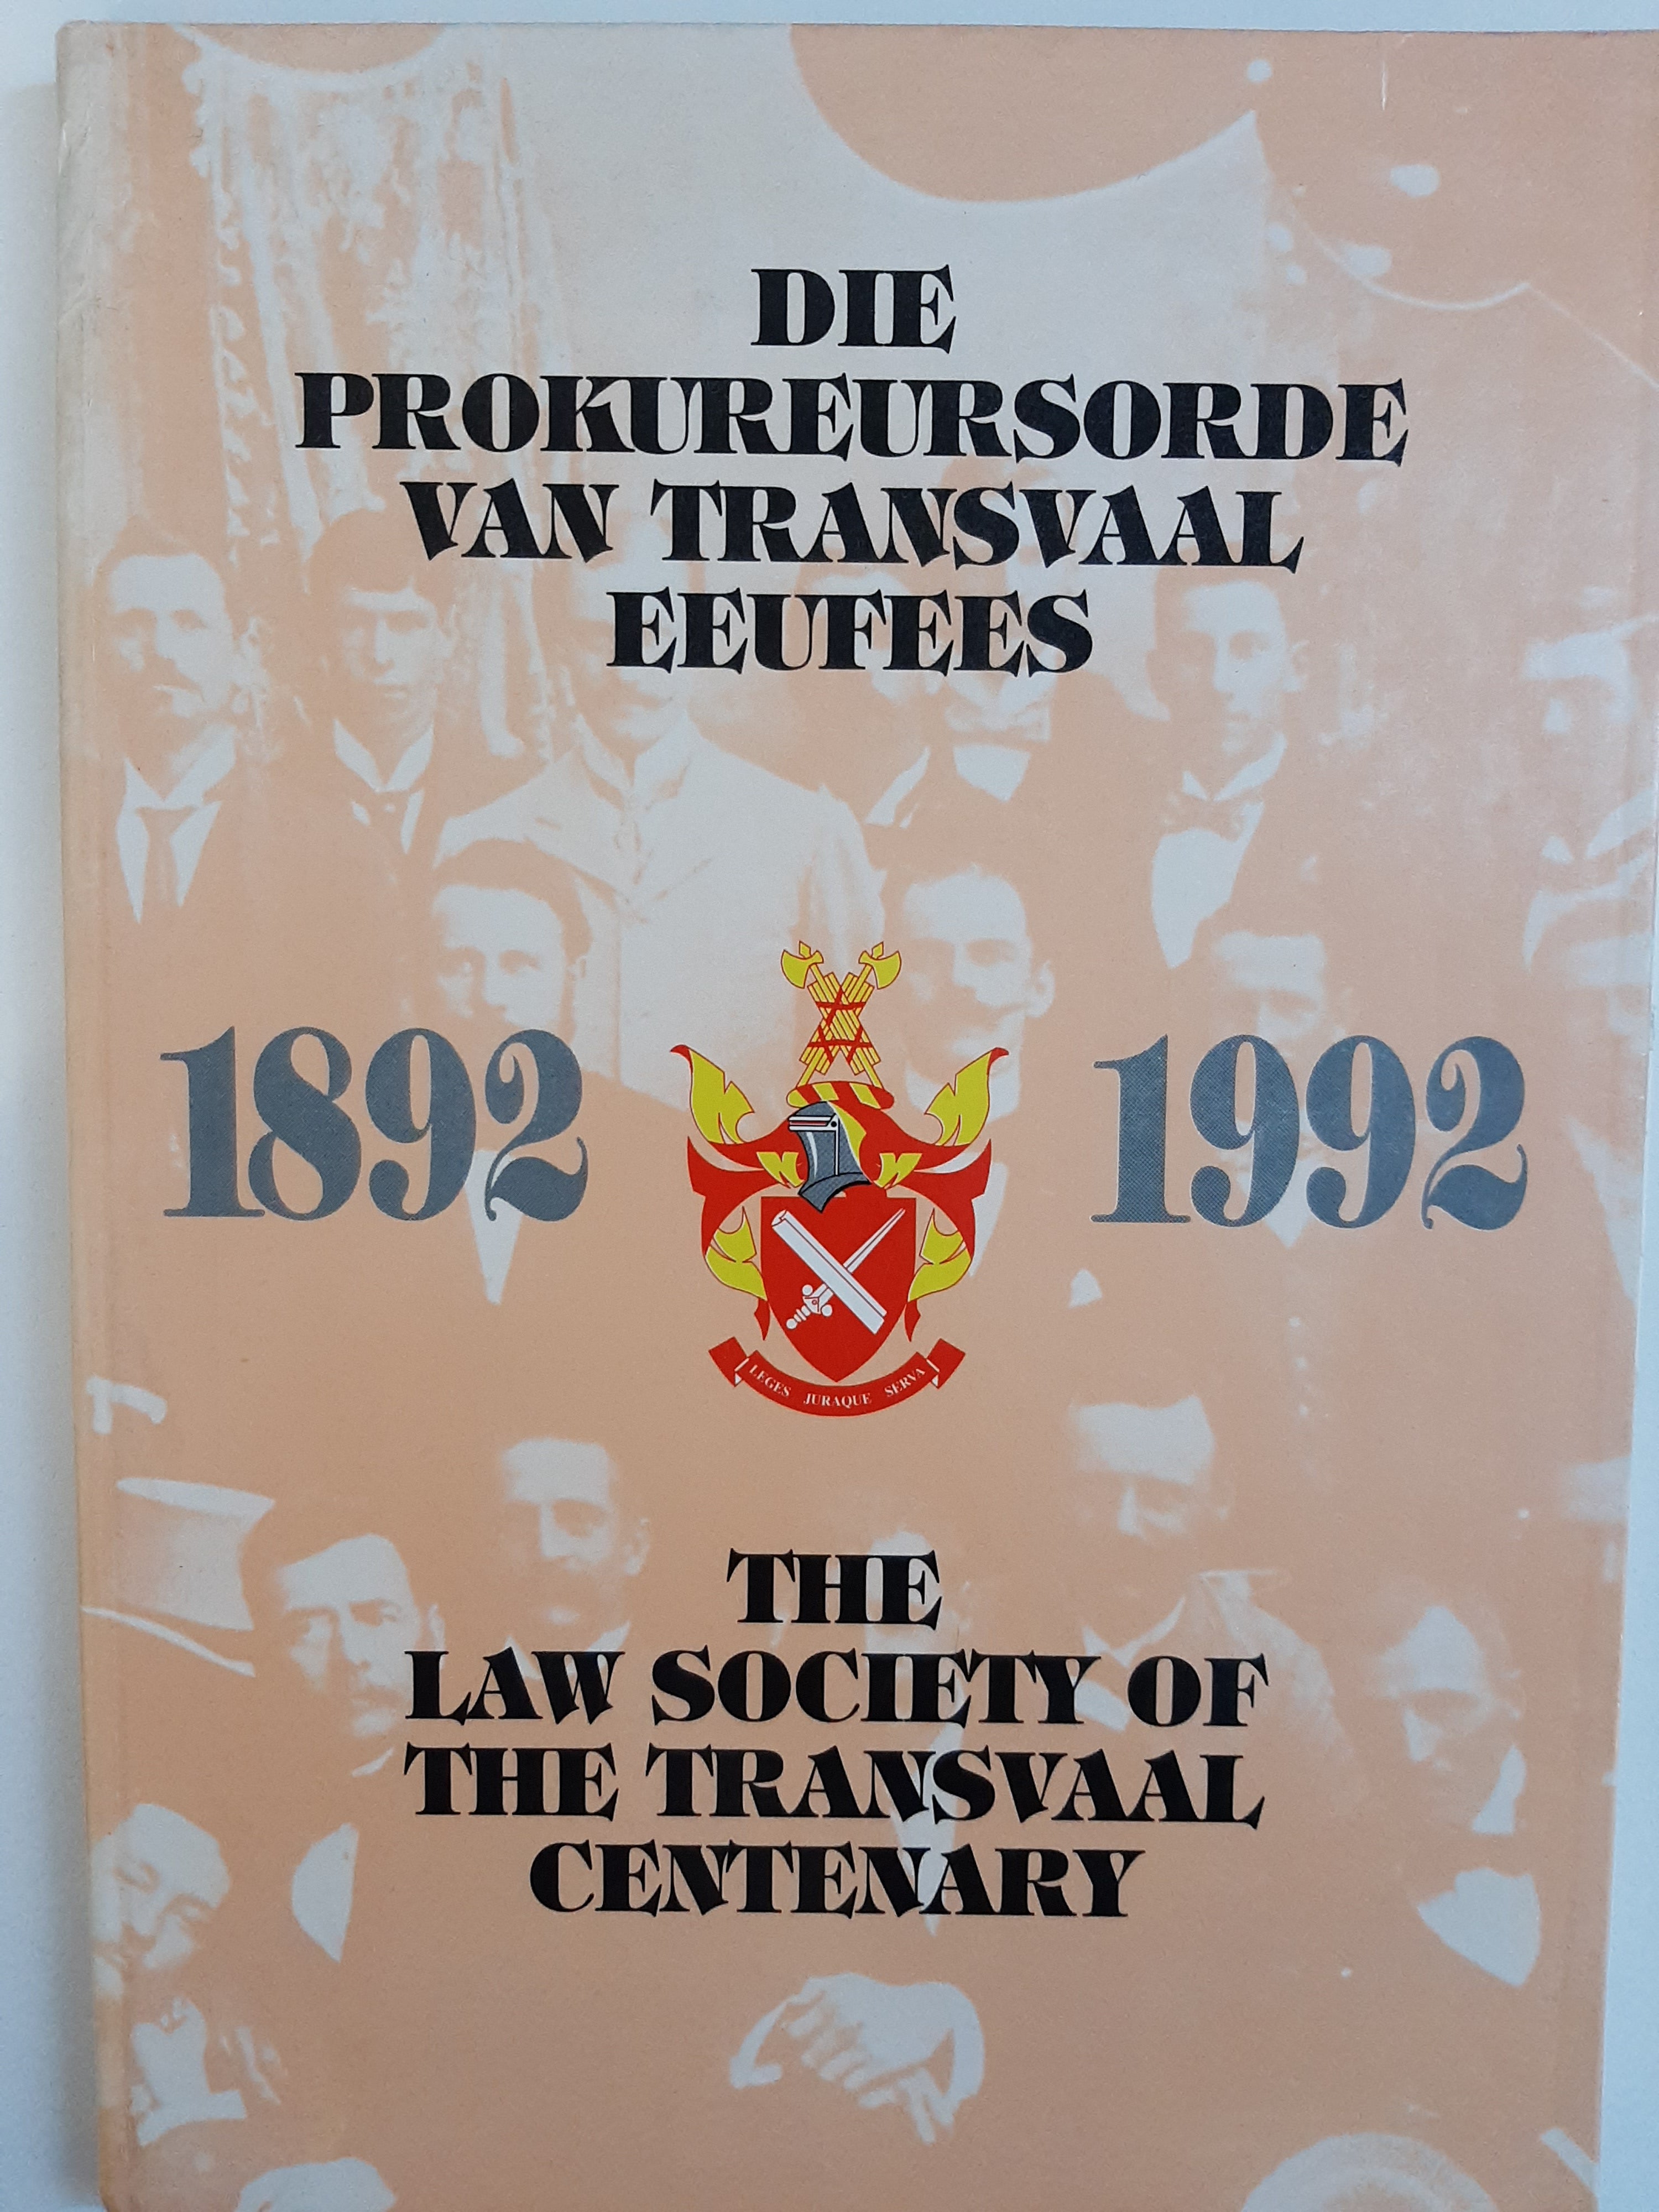 DIE
PROKUREURSORDE
VAN TRANSVAAL
EEUFEES
1892 1992
LEGES JURAQUE SERVA
THE
LAW SOCIETY OF
THE TRANSVAAL
CENTENARY